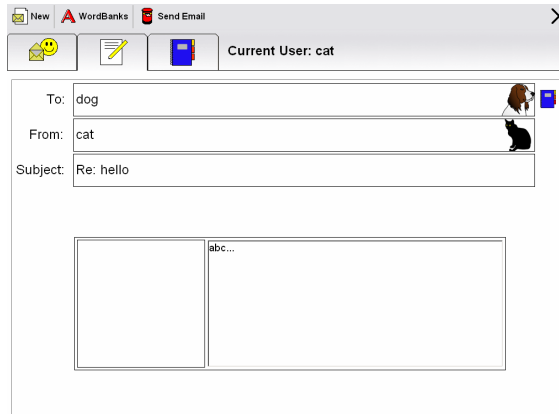 New WordBanks Send Email
Current User: cat
To: dog
From: cat
Subject: Re: hello
abc...